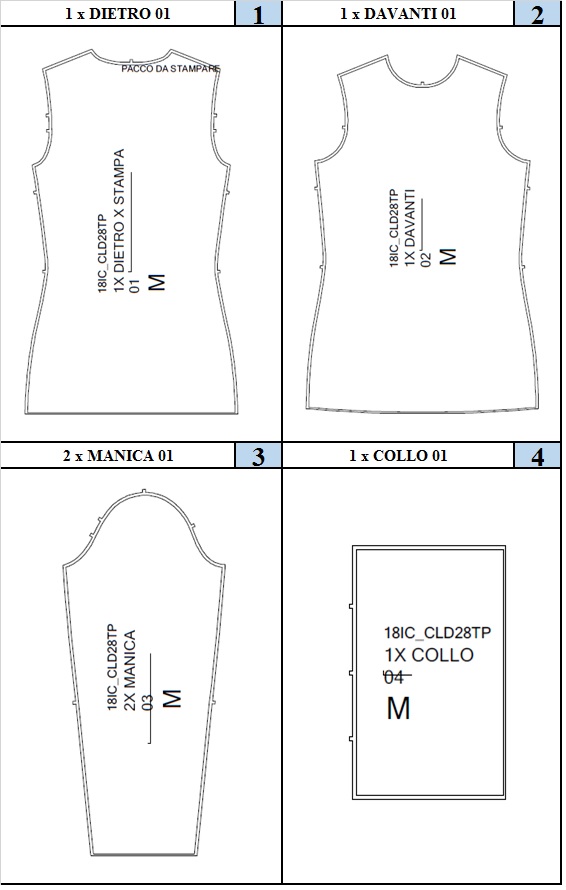 1 x DIETRO 01
1
1 x DAVANTI 01
2
PACCO DA STAMPARE
18IC_CLD28TP
1X DIETRO X STAMPA
01
M
18IC_CLD28TP
1X DAVANTI
02
M
2 x MANICA 01
3
1 x COLLO 01
4
18IC_CLD28TP
2X MANICA
03
M
18IC_CLD28TP
1X COLLO
04
M